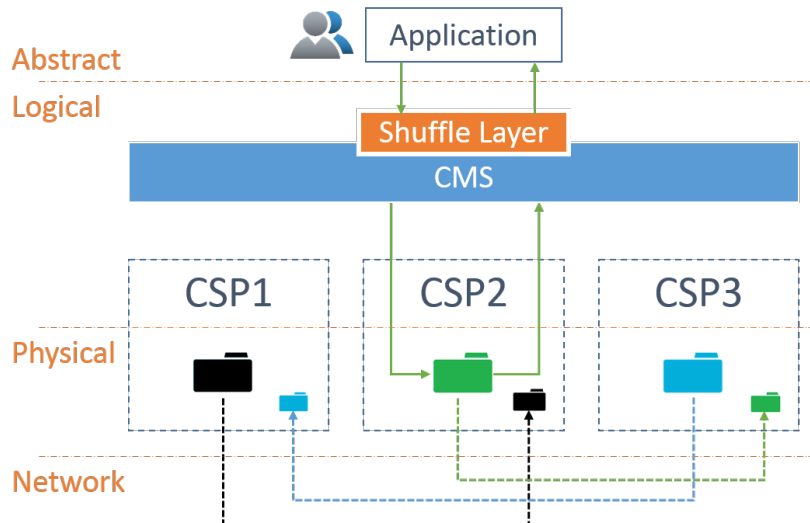 Application
Abstract
Logical
Shuffle Layer
CMS
CSP1
CSP2
CSP3
Physical
Network